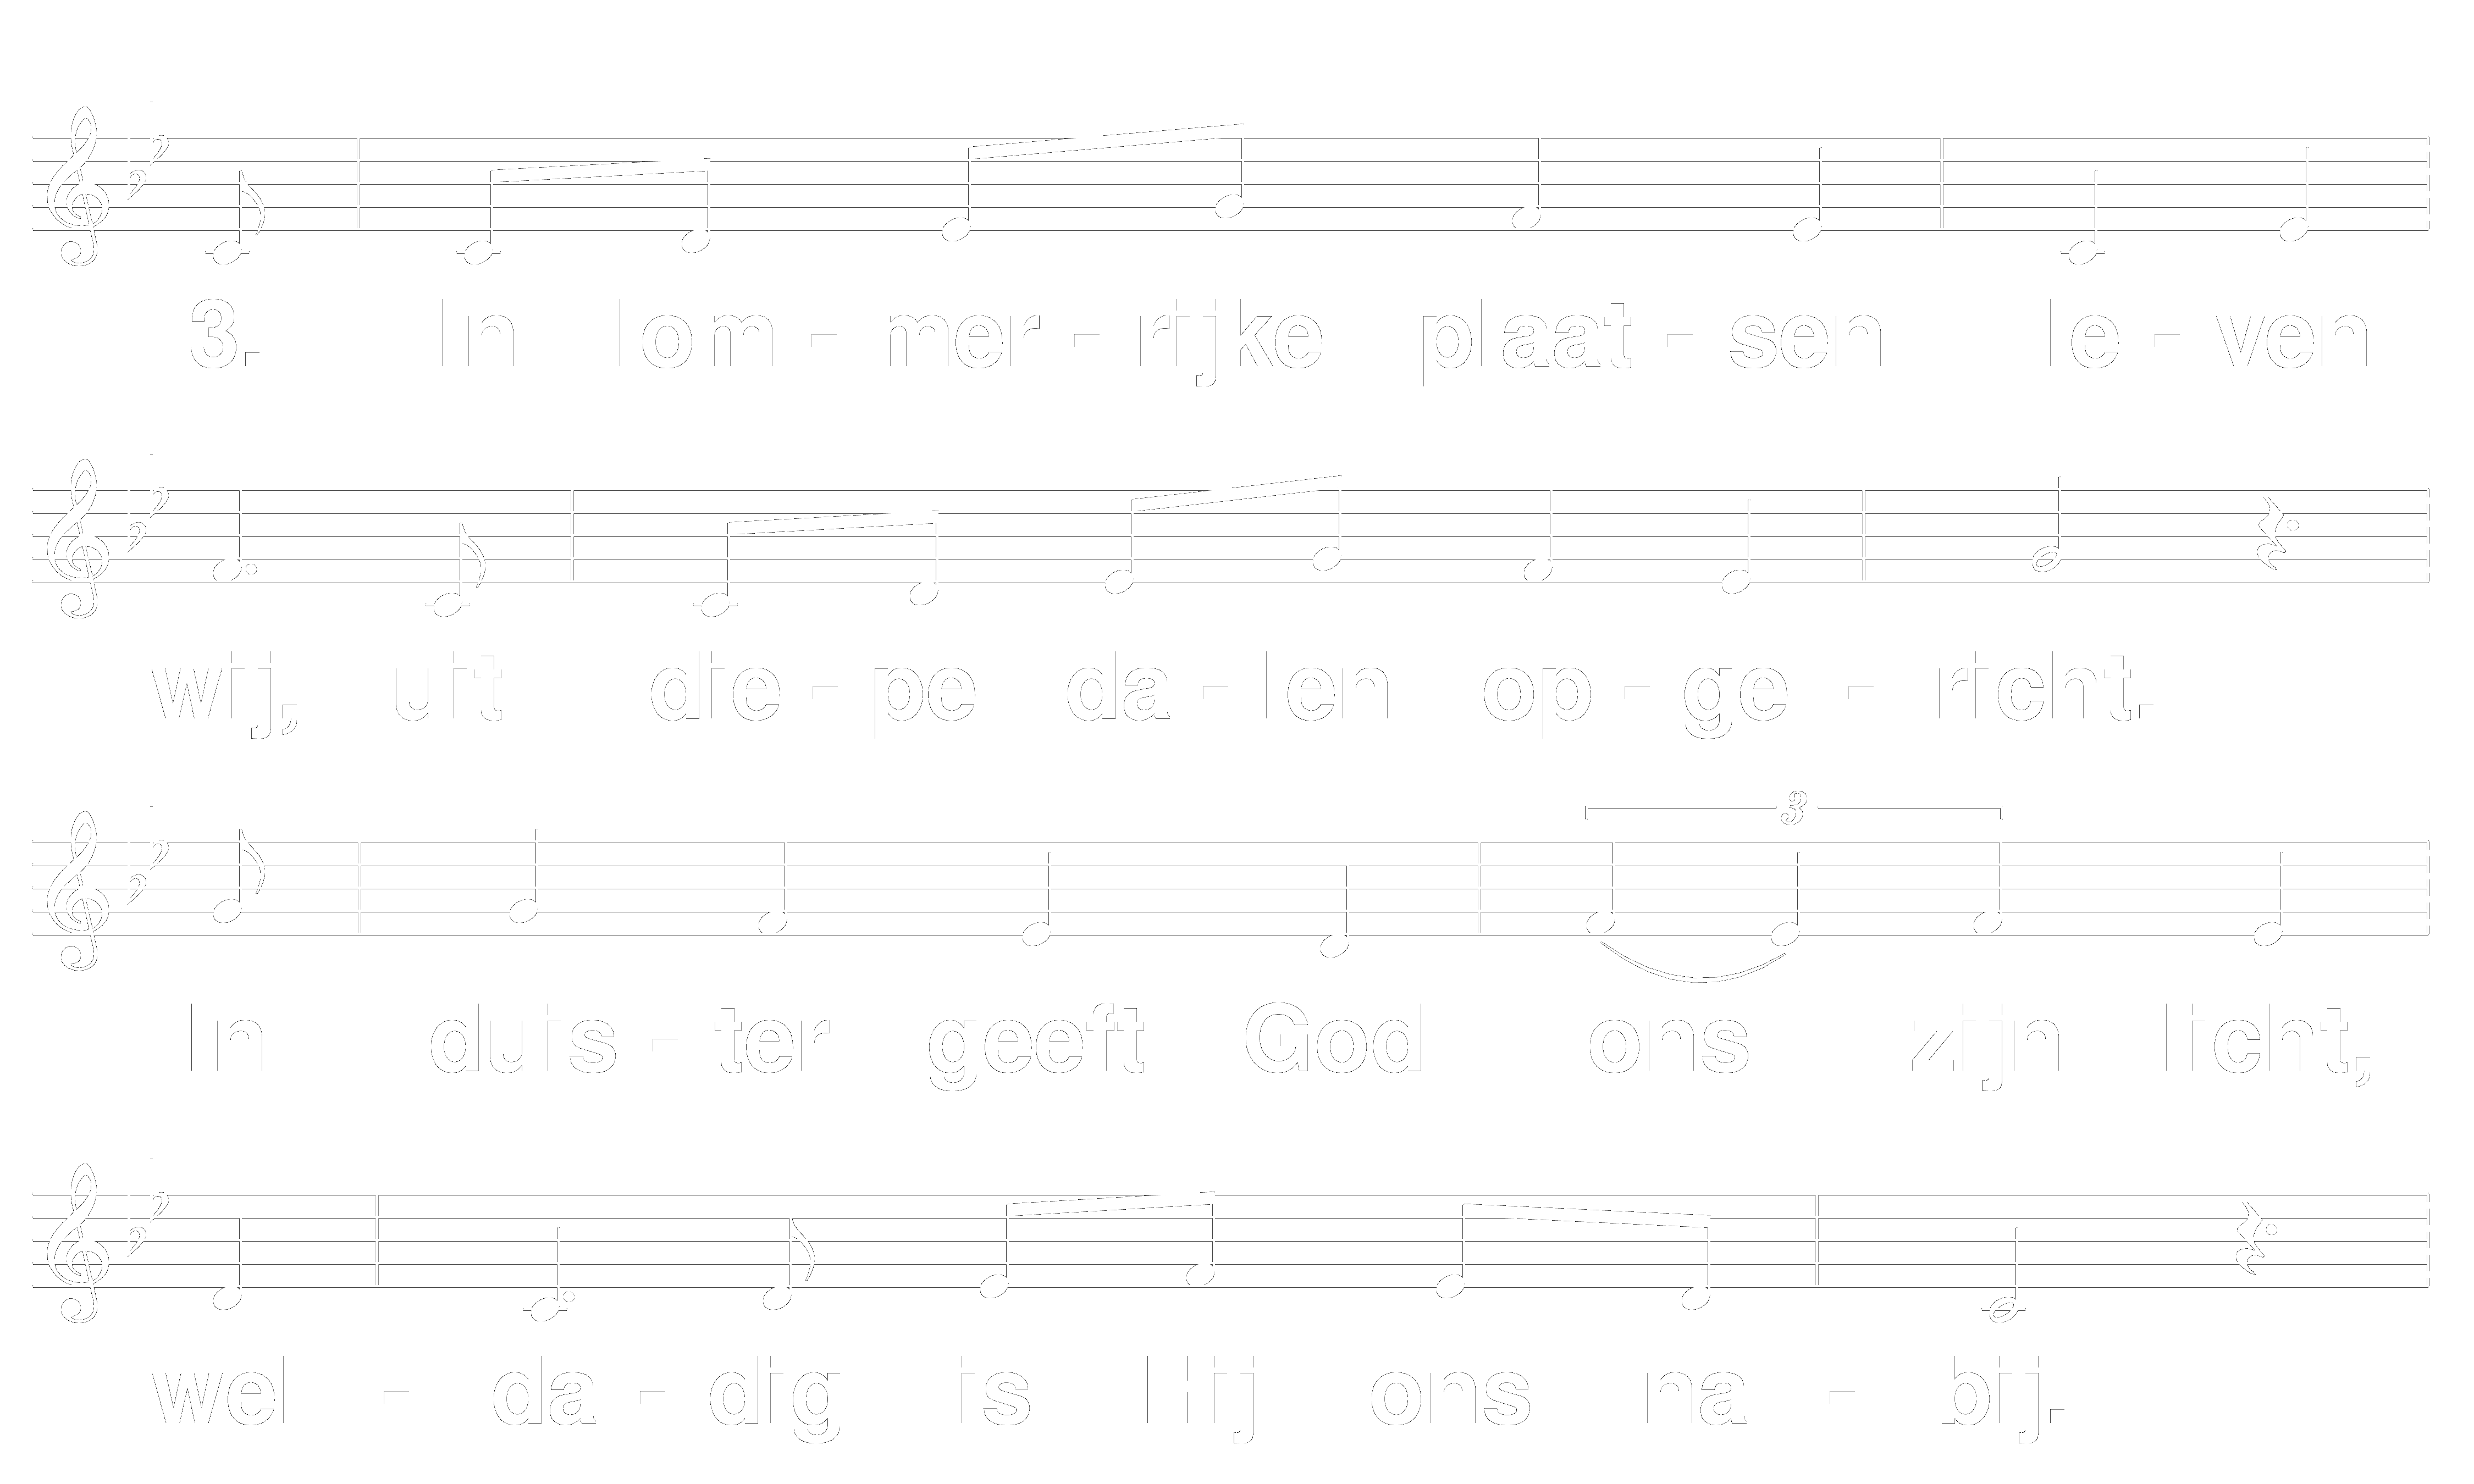 3. In lom - mer - rijke plaat - sen le - ven
wij, uit die - pe da - len op - ge - richt.
3
In duis - ter geeft God ons zijn licht,
wel - da - dig is Hij ons na - bij.